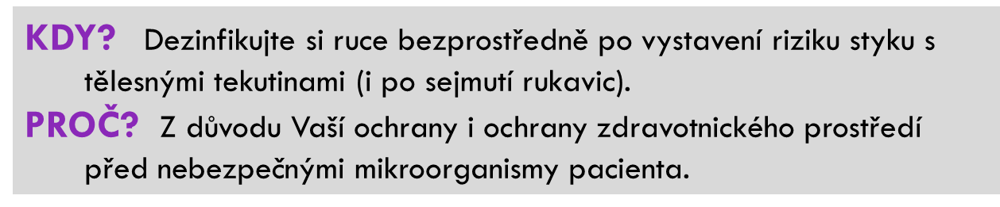 KDY? Dezinfikujte si ruce bezprostředně po vystavení riziku styku s
tělesnými tekutinami (i po sejmutí rukavic).
PROČ? Z důvodu Vaší ochrany i ochrany zdravotnického prostředí
před nebezpečnými mikroorganismy pacienta.